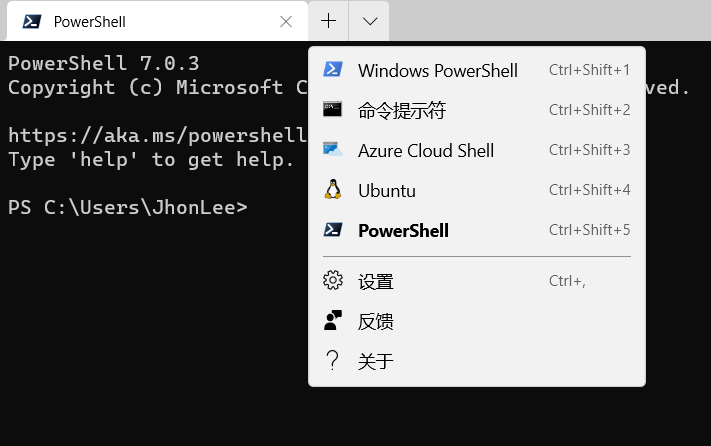 PowerShell
PowerShell 7.0.3
Copyright (c) Microsoft C
ved.
https://aka.ms/powershell
Type 'help' to get help.
PS C:\Users\JhonLee>
Windows PowerShell Ctrl+Shift+1
命令提示符 Ctrl+Shift+2
Azure Cloud Shell Ctrl+Shift+3
Ubuntu Ctrl+Shift+4
PowerShell Ctrl+Shift+5
设置 Ctrl+,
反馈
关于